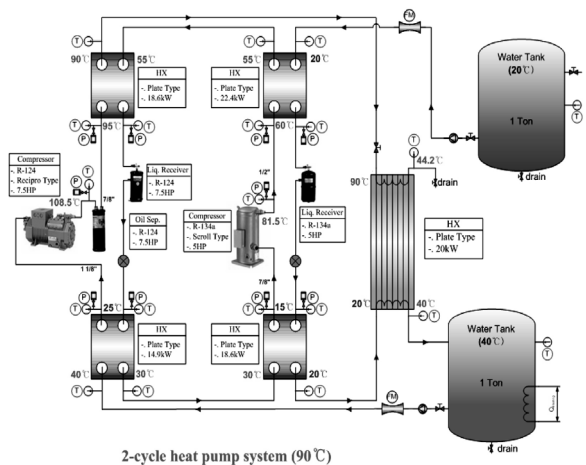 FM
T
T
T
T
90℃
55℃
55
20℃
HX
-. Plate Type
-. 18.6kW
HX
-. Plate Type
-. 22.4kW
Water Tank
(20℃)
1 Ton
T
drain
95℃
60℃
T
P
P
T
T
P
P
T
T
44.2℃
drain
Compressor
-. R-124
-. Recipro Type
-. 7.5HP
T
P
108.5℃
7/8"
Liq. Receiver
-. R-124
-. 7.5HP
Oil Sep.
-. R-124
-. 7.5HP
1/2"
T
P
Compressor
-. R-134a
-. Scroll Type
-. 5HP
81.5℃
Liq. Receiver
-. R-134a
-. 5HP
90℃
HX
-. Plate Type
-. 20kW
1 1/8"
7/8"
T
P
P
T
T
P
P
T
25℃
15℃
20℃
40℃
T
HX
-. Plate Type
-. 14.9kW
HX
-. Plate Type
-. 18.6kW
Water Tank
(40℃)
1 Ton
T
40℃
30℃
30℃
20℃
T
T
T
T
FM
drain
2-cycle heat pump system (90℃)